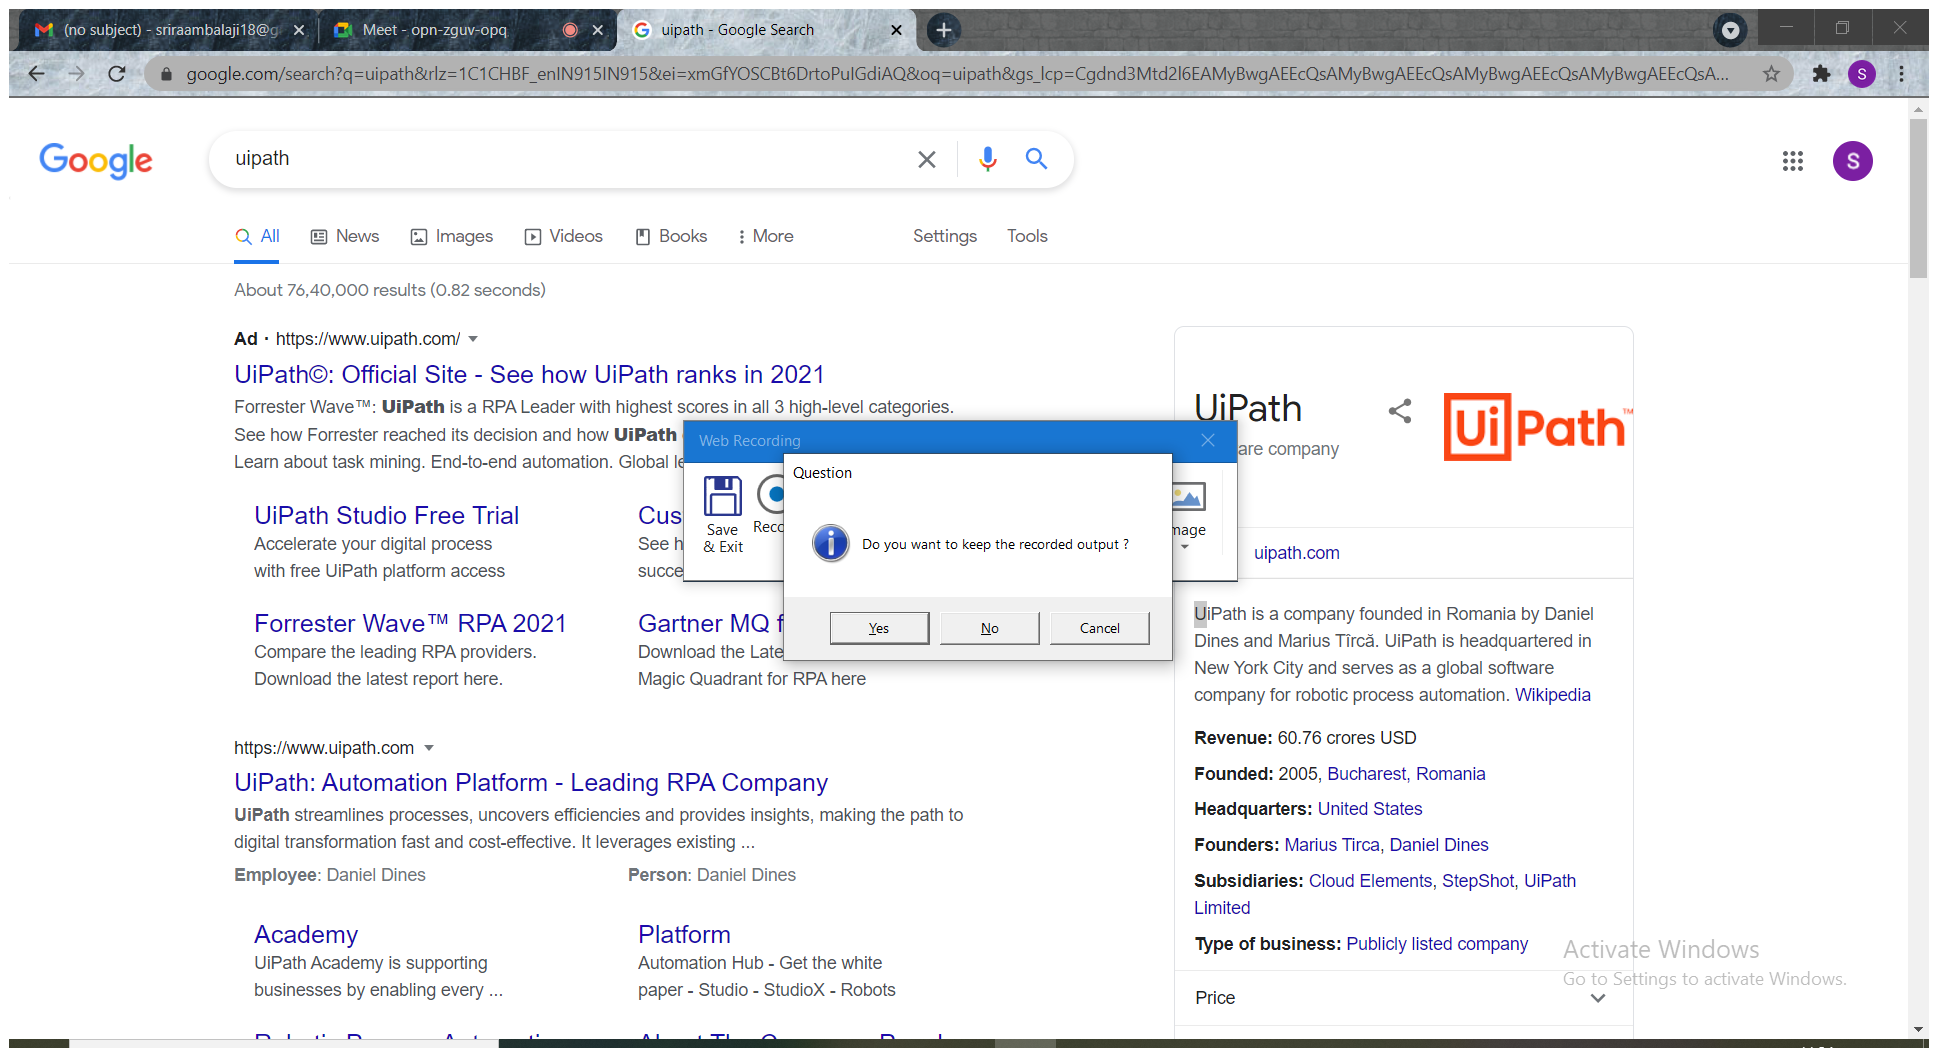 (no subject) - sriraambalaji18@g
Meet - opn-zguv-opq
uipath - Google Search
google.com/search?q=uipath&rlz=1C1CHBF_enIN915IN915&ei=xmGfYOSCBt6DrtoPuIGdiAQ&oq=uipath&gs_lcp=Cgdnd3Mtd2l6EAMyBwgAEEcQsAMyBwgAEEcQsAMyBwgAEEcQsAMyBwgAEEcQsA...
S
Google
uipath
S
All
News
Images
Videos
Books
More
Settings
Tools
About 76,40,000 results (0.82 seconds)
Ad · https://www.uipath.com/
UiPath©: Official Site - See how UiPath ranks in 2021
Forrester Wave™: UiPath is a RPA Leader with highest scores in all 3 high-level categories.
See how Forrester reached its decision and how UiPath
Learn about task mining. End-to-end automation. Global le
UiPath Studio Free Trial
Accelerate your digital process
with free UiPath platform access
Cus
See h
succe
Forrester Wave™ RPA 2021
Compare the leading RPA providers.
Download the latest report here.
Gartner MQ f
Download the Late
Magic Quadrant for RPA here
Web Recording
Save
& Exit
Reco
mage
Question
Do you want to keep the recorded output ?
Yes
No
Cancel
https://www.uipath.com
UiPath: Automation Platform - Leading RPA Company
UiPath streamlines processes, uncovers efficiencies and provides insights, making the path to
digital transformation fast and cost-effective. It leverages existing ...
Employee: Daniel Dines
Person: Daniel Dines
Academy
UiPath Academy is supporting
businesses by enabling every ...
Platform
Automation Hub - Get the white
paper - Studio - StudioX - Robots
UiPath
are company
UiPath™
uipath.com
UiPath is a company founded in Romania by Daniel
Dines and Marius Tîrcă. UiPath is headquartered in
New York City and serves as a global software
company for robotic process automation. Wikipedia
Revenue: 60.76 crores USD
Founded: 2005, Bucharest, Romania
Headquarters: United States
Founders: Marius Tirca, Daniel Dines
Subsidiaries: Cloud Elements, StepShot, UiPath
Limited
Type of business: Publicly listed company
Price
Activate Windows
Go to Settings to activate Windows.